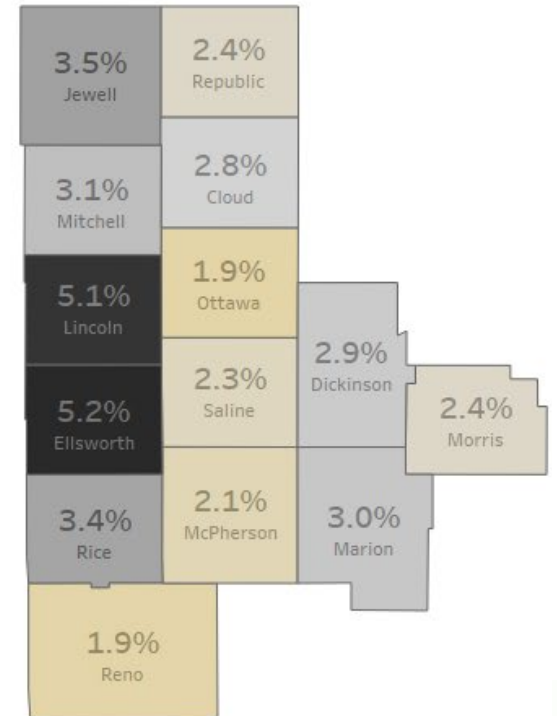 3.5%
Jewell
2.4%
Republic
3.1%
Mitchell
2.8%
Cloud
5.1%
Lincoln
1.9%
Ottawa
2.9%
Dickinson
5.2%
Ellsworth
2.3%
Saline
2.4%
Morris
3.4%
Rice
2.1%
McPherson
3.0%
Marion
1.9%
Reno